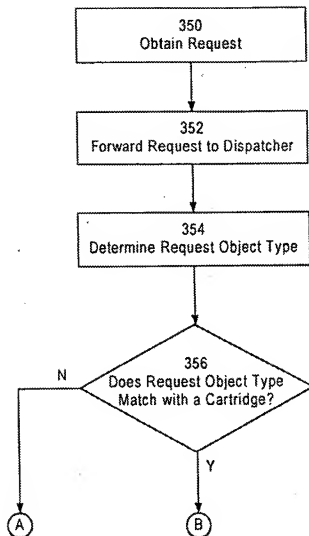 350
Obtain Request
352
Forward Request to Dispatcher
354
Determine Request Object Type
356
Does Request Object Type
Match with a Cartridge?
N
Y
A
B